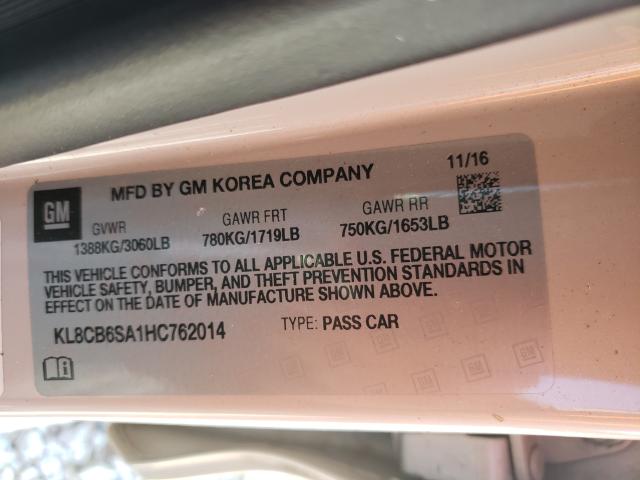 GM
MFD BY GM KOREA COMPANY
11/16
GVWR
1388KG/3060LB
GAWR FRT
780KG/1719LB
GAWR RR
750KG/1653LB
THIS VEHICLE CONFORMS TO ALL APPLICABLE U.S. FEDERAL MOTOR
VEHICLE SAFETY, BUMPER, AND THEFT PREVENTION STANDARDS IN
EFFECT ON THE DATE OF MANUFACTURE SHOWN ABOVE.
KL8CB6SA1HC762014
TYPE: PASS CAR